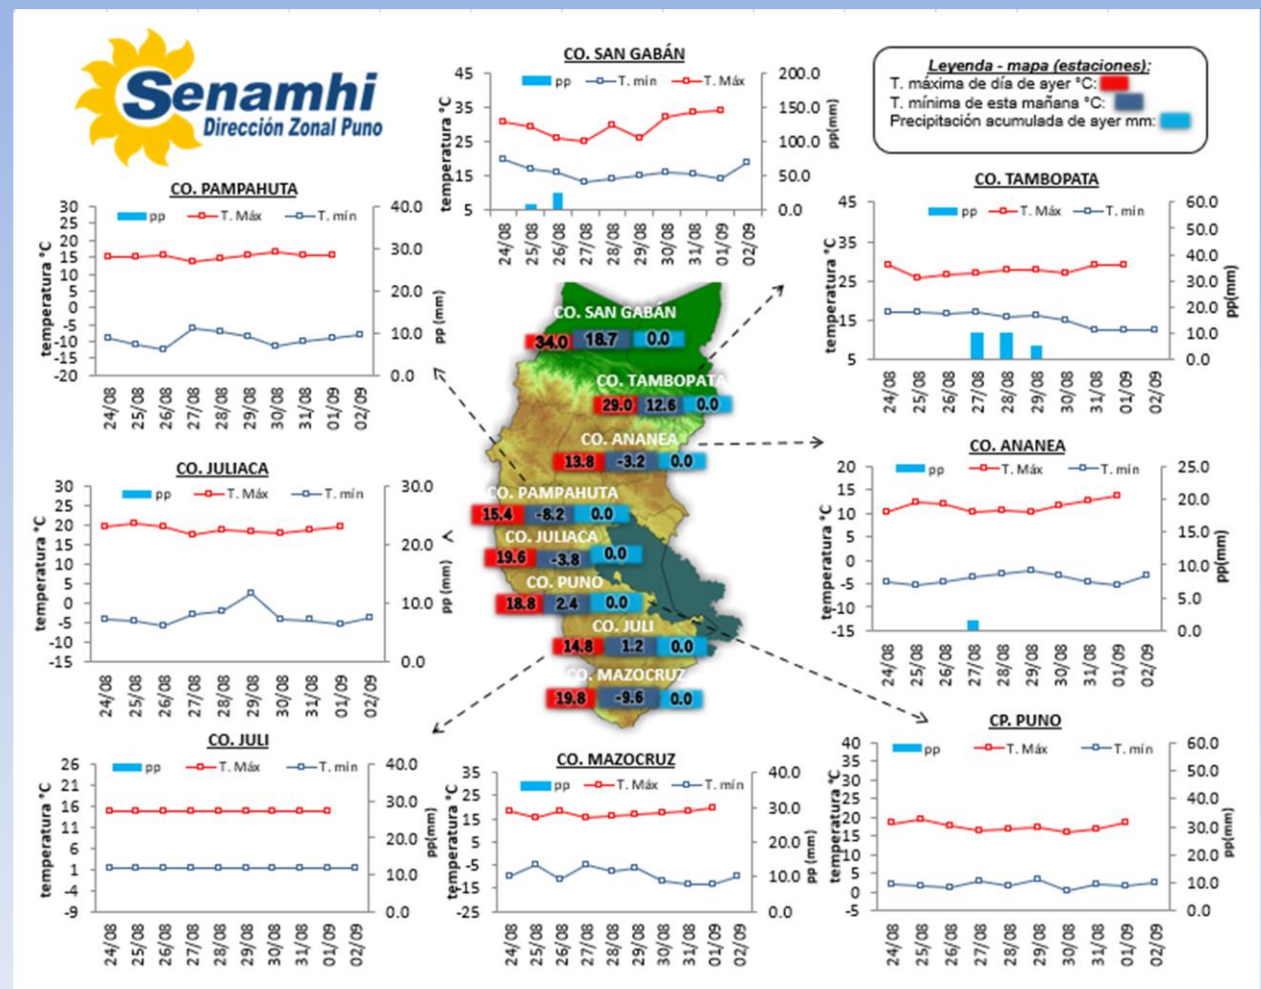 Senamhi
Dirección Zonal Puno
CO. SAN GABÁN
pp T. mín T. Máx
temperatura °C
45
35
25
15
5
200.0
150.0
100.0
50.0
0.0
pp(mm)
24/08 25/08 26/08 27/08 28/08 29/08 30/08 31/08 01/09 02/09
Leyenda - mapa (estaciones):
T. máxima de día de ayer °C:
T. mínima de esta mañana °C:
Precipitación acumulada de ayer mm:
CO. PAMPAHUTA
pp T. Máx T. mín
temperatura °C
30
25
20
15
10
5
0
-5
-10
-15
-20
40.0
30.0
20.0
10.0
0.0
pp (mm)
24/08 25/08 26/08 27/08 28/08 29/08 30/08 31/08 01/09 02/09
CO. TAMBOPATA
pp T. Máx T. mín
temperatura °C
45
35
25
15
5
60.0
50.0
40.0
30.0
20.0
10.0
0.0
pp(mm)
24/08 25/08 26/08 27/08 28/08 29/08 30/08 31/08 01/09 02/09
CO. SAN GABÁN
34.0 18.7 0.0
CO. TAMBOPATA
29.0 12.6 0.0
CO. ANANEA
13.8 -3.2 0.0
CO. PAMPAHUTA
15.4 -8.2 0.0
CO. JULIACA
19.6 -3.8 0.0
CO. PUNO
18.8 2.4 0.0
CO. JULI
14.8 1.2 0.0
CO. MAZOCRUZ
19.8 -9.6 0.0
CO. JULIACA
pp T. Máx T. mín
temperatura °C
30
25
20
15
10
5
0
-5
-10
-15
30.0
20.0
10.0
0.0
pp (mm)
24/08 25/08 26/08 27/08 28/08 29/08 30/08 31/08 01/09 02/09
CO. ANANEA
pp T. Máx T. mín
temperatura °C
20
15
10
5
0
-5
-10
-15
25.0
20.0
15.0
10.0
5.0
0.0
pp(mm)
24/08 25/08 26/08 27/08 28/08 29/08 30/08 31/08 01/09 02/09
CO. JULI
pp T. Máx T. mín
temperatura °C
26
21
16
11
6
1
-4
-9
40.0
30.0
20.0
10.0
0.0
pp(mm)
24/08 25/08 26/08 27/08 28/08 29/08 30/08 31/08 01/09 02/09
CO. MAZOCRUZ
pp T. Máx T. mín
temperatura °C
35
25
15
5
-5
-15
-25
40.0
30.0
20.0
10.0
0.0
pp (mm)
24/08 25/08 26/08 27/08 28/08 29/08 30/08 31/08 01/09 02/09
CP. PUNO
pp T. Máx T. mín
temperatura °C
40
35
30
25
20
15
10
5
0
-5
60.0
50.0
40.0
30.0
20.0
10.0
0.0
pp(mm)
24/08 25/08 26/08 27/08 28/08 29/08 30/08 31/08 01/09 02/09